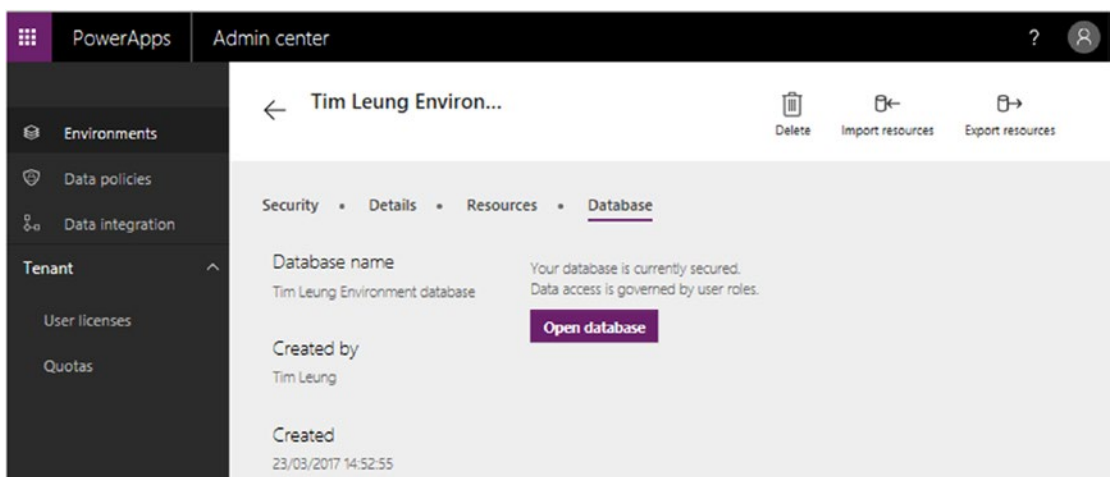 PowerApps Admin center ?
Tim Leung Environ...
Delete Import resources Export resources
Environments
Data policies
Data integration
Tenant
User licenses
Quotas
Security • Details • Resources • Database
Database name
Tim Leung Environment database
Created by
Tim Leung
Created
23/03/2017 14:52:55
Your database is currently secured.
Data access is governed by user roles.
Open database